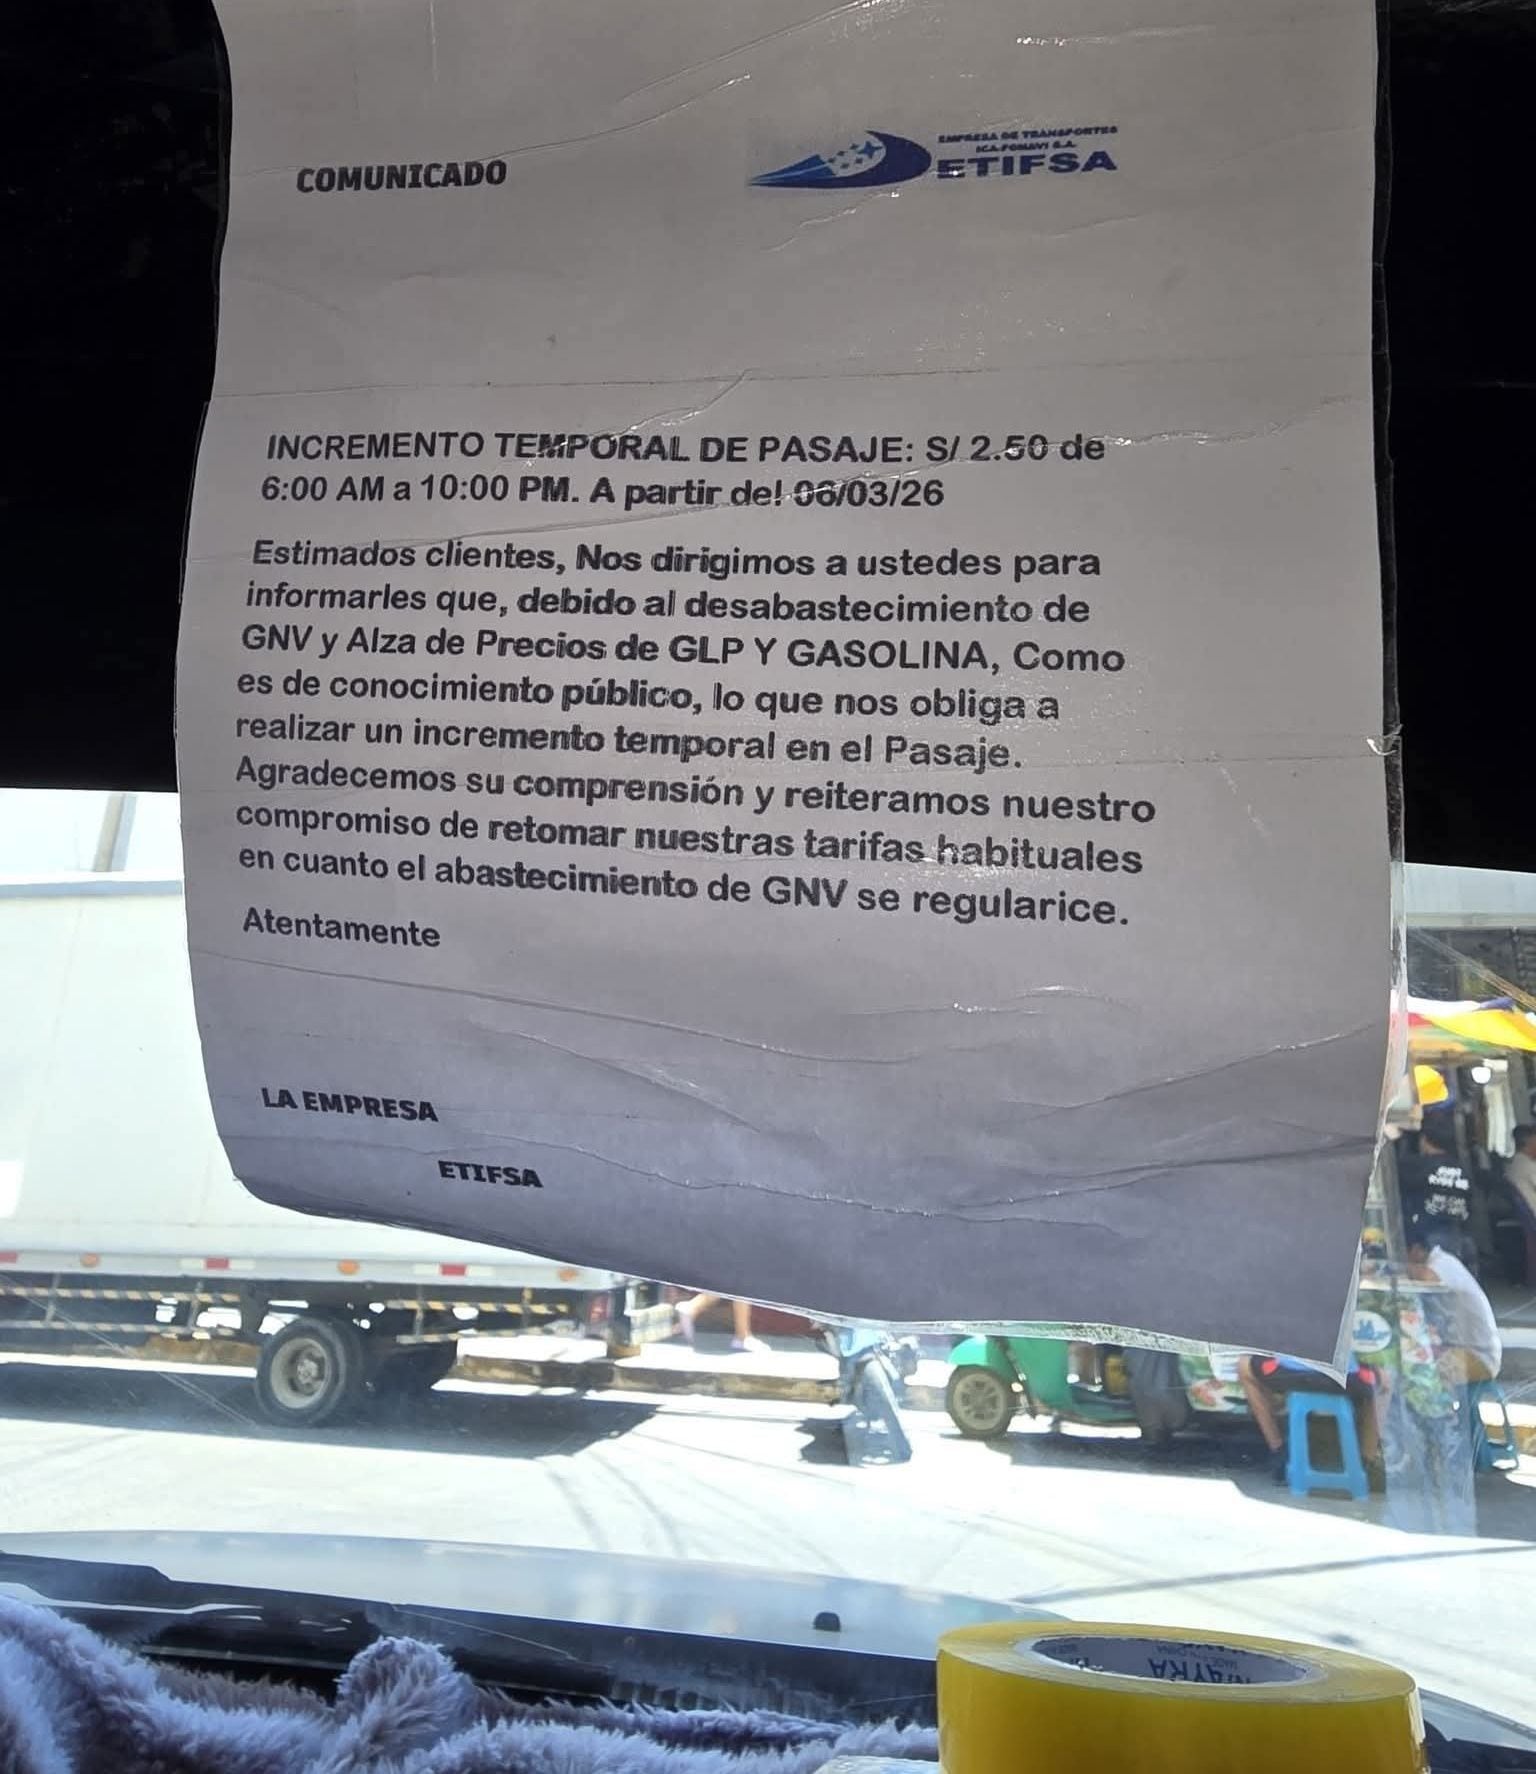 COMUNICADO
EMPRESA DE TRANSPORTES
ICA-FONAVI S.A.
ETIFSA
INCREMENTO TEMPORAL DE PASAJE: S/ 2.50 de
6:00 AM a 10:00 PM. A partir del 06/03/26
Estimados clientes, Nos dirigimos a ustedes para
informarles que, debido al desabastecimiento de
GNV y Alza de Precios de GLP Y GASOLINA, Como
es de conocimiento público, lo que nos obliga a
realizar un incremento temporal en el Pasaje.
Agradecemos su comprensión y reiteramos nuestro
compromiso de retomar nuestras tarifas habituales
en cuanto el abastecimiento de GNV se regularice.
Atentamente
LA EMPRESA
ETIFSA